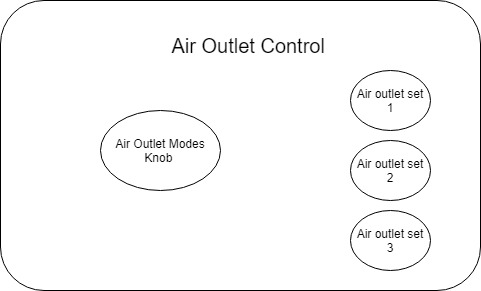 Air Outlet Control
Air outlet set
1
Air Outlet Modes
Knob
Air outlet set
2
Air outlet set
3